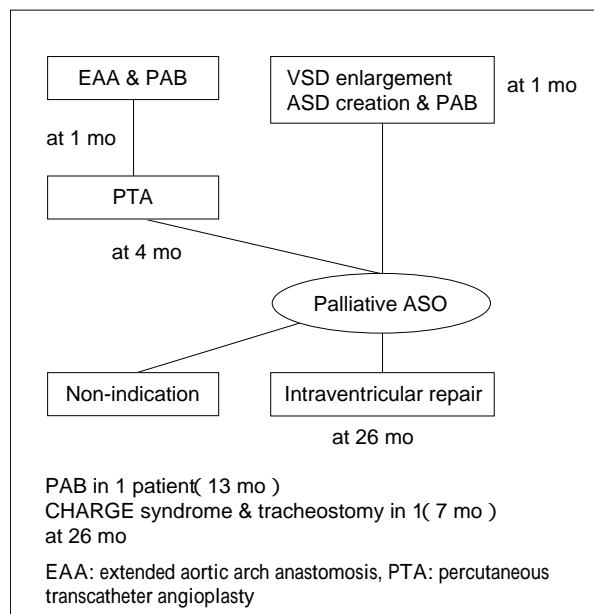 EAA & PAB
VSD enlargement
ASD creation & PAB
at 1 mo
at 1 mo
PTA
at 4 mo
Palliative ASO
Non-indication
Intraventricular repair
at 26 mo
PAB in 1 patient( 13 mo )
CHARGE syndrome & tracheostomy in 1( 7 mo )
at 26 mo
EAA: extended aortic arch anastomosis, PTA: percutaneous
transcatheter angioplasty